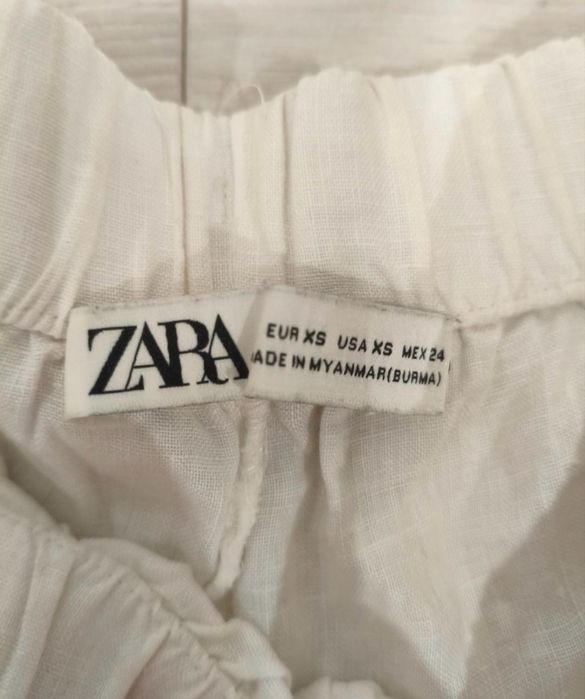 ZARA
EUR XS USA XS MEX 24
ADE IN MYANMAR(BURMA)